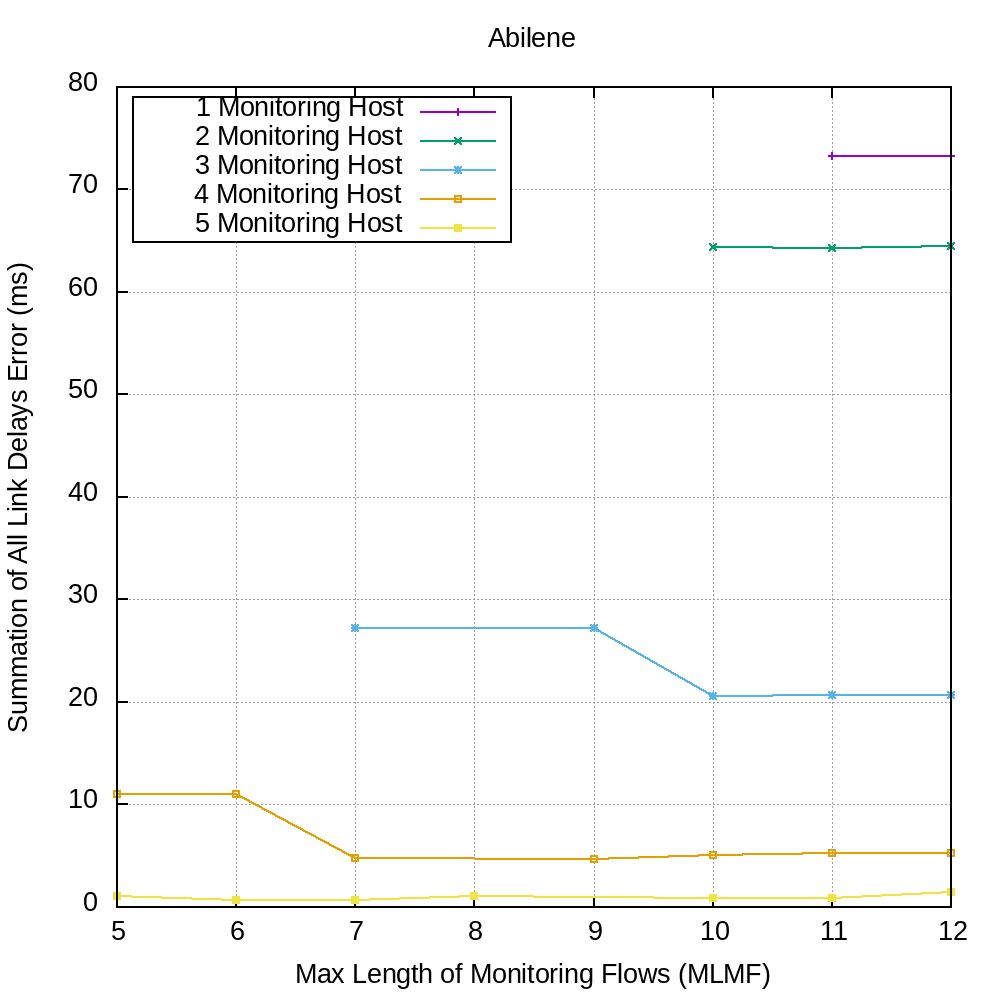 Abilene
80
70
60
50
40
30
20
10
0
1 Monitoring Host
2 Monitoring Host
3 Monitoring Host
4 Monitoring Host
5 Monitoring Host
Summation of All Link Delays Error (ms)
5 6 7 8 9 10 11 12
Max Length of Monitoring Flows (MLMF)